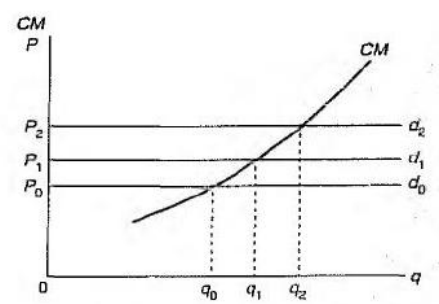 CM
P
CM
P₂ d₂
P₁ d₁
P₀ d₀
0 q₀ q₁ q₂ q